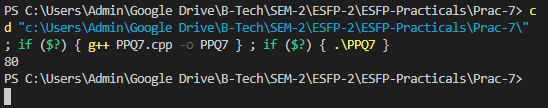 PS C:\Users\Admin\Google Drive\B-Tech\SEM-2\ESFP-2\ESFP-Practicals\Prac-7> c
d "c:\Users\Admin\Google Drive\B-Tech\SEM-2\ESFP-2\ESFP-Practicals\Prac-7\"
; if ($?) { g++ PPQ7.cpp -o PPQ7 } ; if ($?) { .\PPQ7 }
80
PS C:\Users\Admin\Google Drive\B-Tech\SEM-2\ESFP-2\ESFP-Practicals\Prac-7>